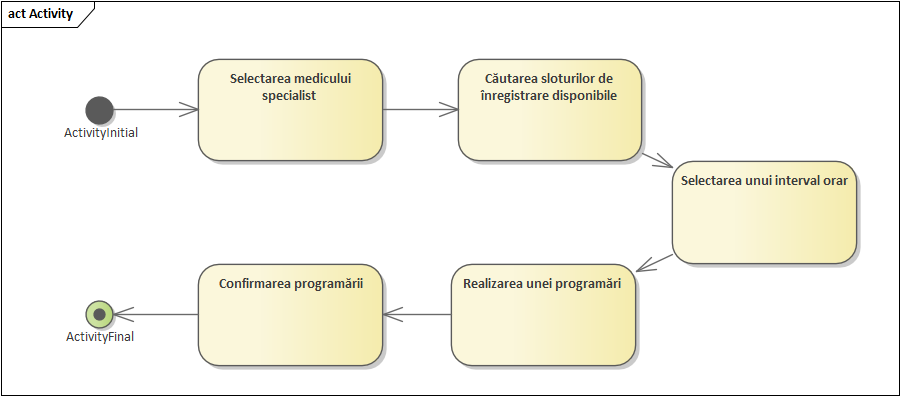 act Activity
Selectarea medicului
specialist
Căutarea sloturilor de
înregistrare disponibile
ActivityInitial
Selectarea unui interval orar
Confirmarea programării
Realizarea unei programări
ActivityFinal